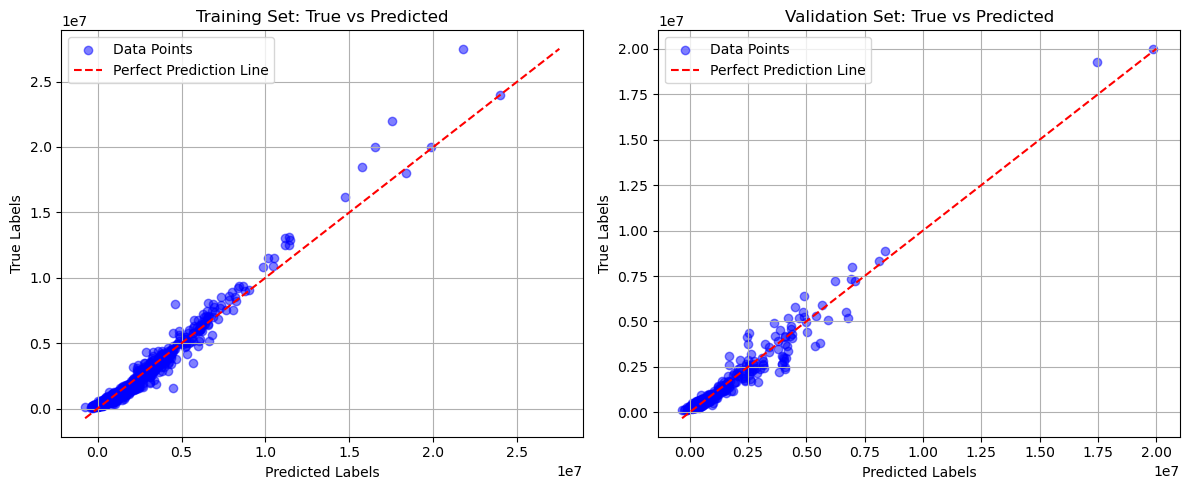 Training Set: True vs Predicted
1e7
Data Points
Perfect Prediction Line
2.5
2.0
1.5
1.0
0.5
0.0
True Labels
0.0 0.5 1.0 1.5 2.0 2.5
1e7
Predicted Labels
Validation Set: True vs Predicted
1e7
Data Points
Perfect Prediction Line
2.00
1.75
1.50
1.25
1.00
0.75
0.50
0.25
0.00
True Labels
0.00 0.25 0.50 0.75 1.00 1.25 1.50 1.75 2.00
1e7
Predicted Labels